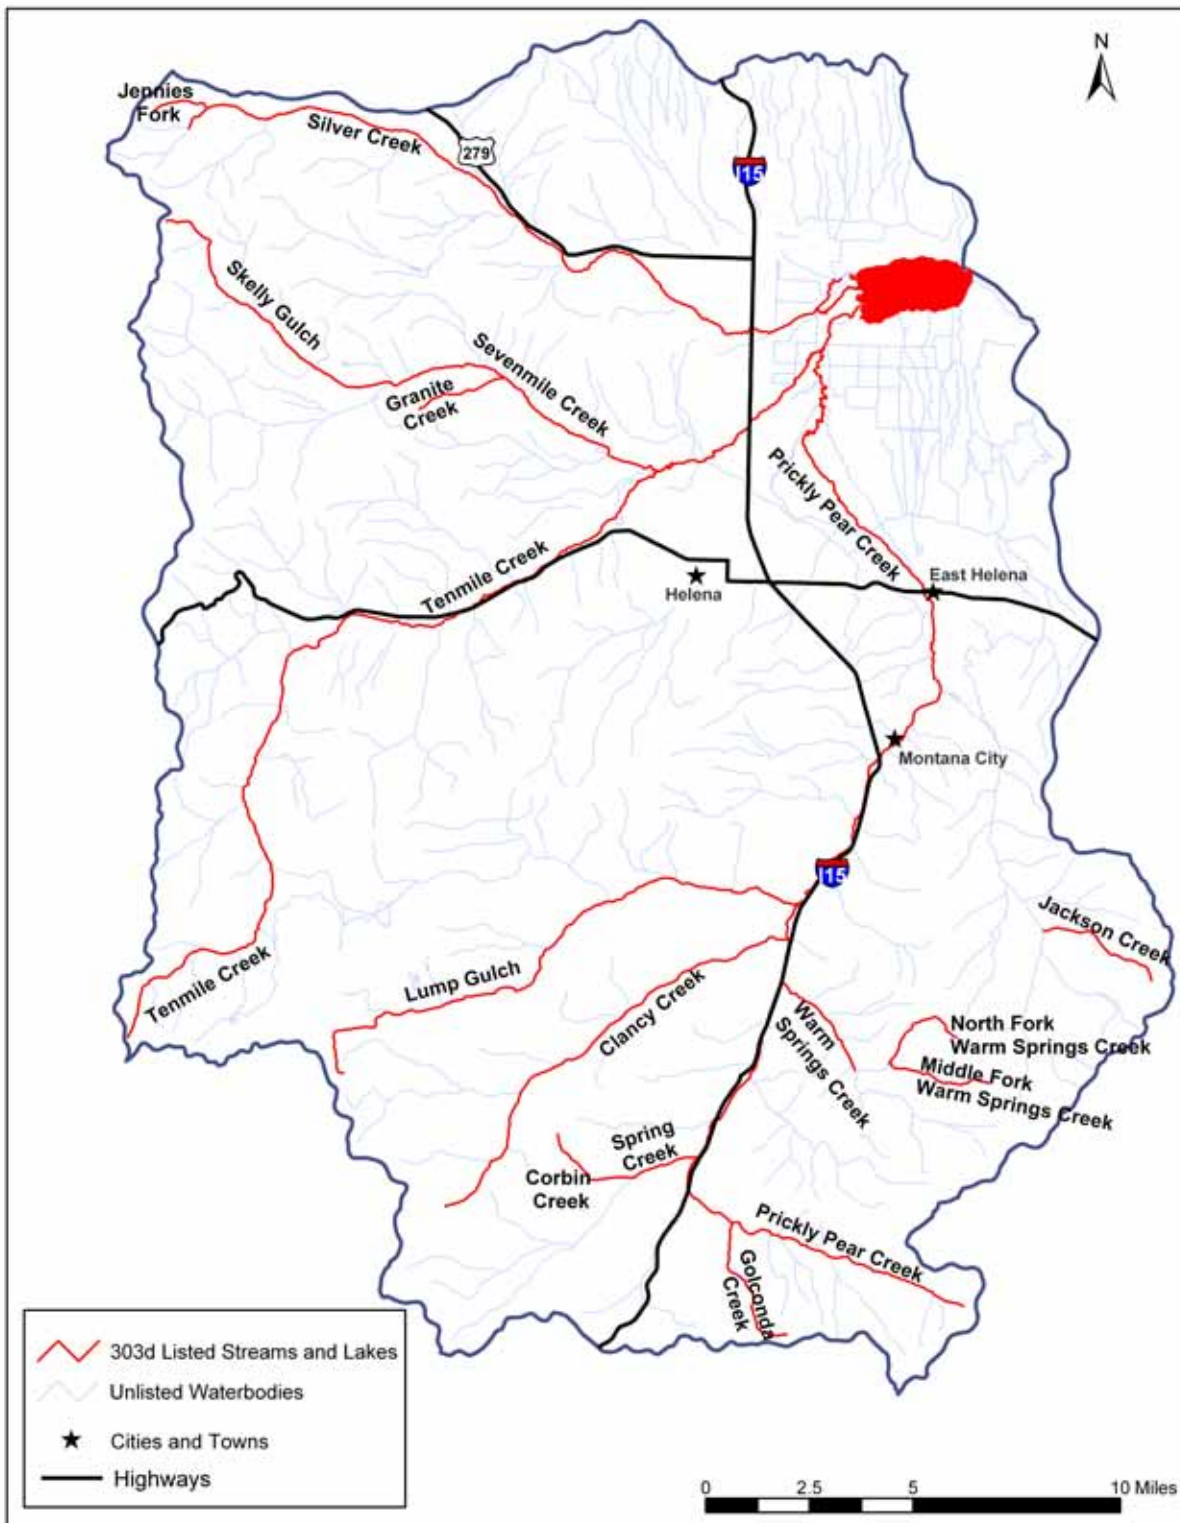 N
Jennies
Fork
Silver Creek
279
I15
Skelly Gulch
Sevenmile Creek
Granite
Creek
Prickly Pear Creek
Tenmile Creek
Helena
East Helena
Montana City
I15
Jackson Creek
Tenmile Creek
Lump Gulch
Clancy Creek
Warm
Springs Creek
North Fork
Warm Springs Creek
Middle Fork
Warm Springs Creek
Spring
Creek
Corbin
Creek
Prickly Pear Creek
Golconda
Creek
303d Listed Streams and Lakes
Unlisted Waterbodies
Cities and Towns
Highways
0 2.5 5 10 Miles